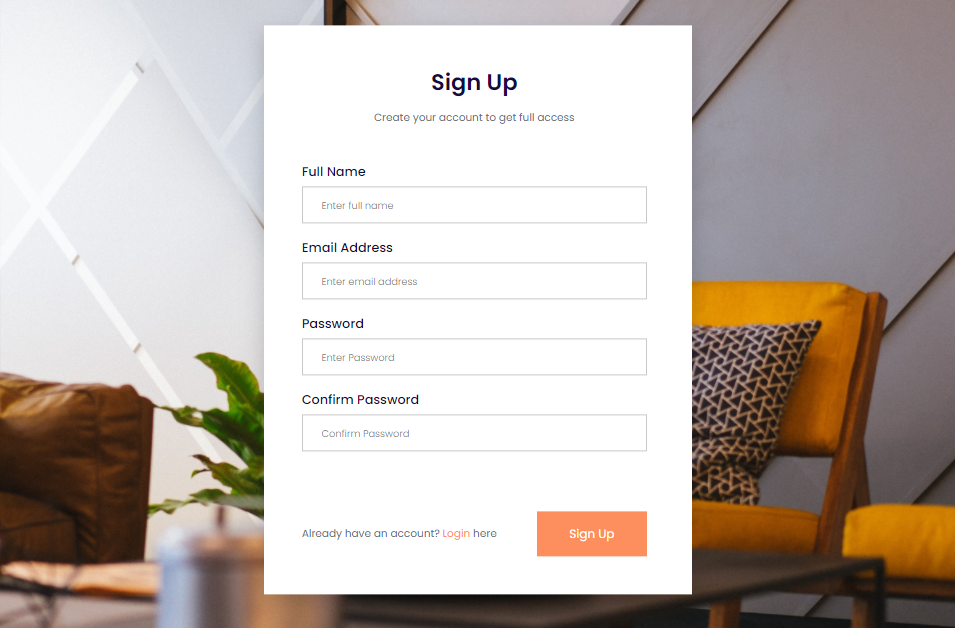 Sign Up
Create your account to get full access
Full Name
Enter full name
Email Address
Enter email address
Password
Enter Password
Confirm Password
Confirm Password
Already have an account? Login here
Sign Up